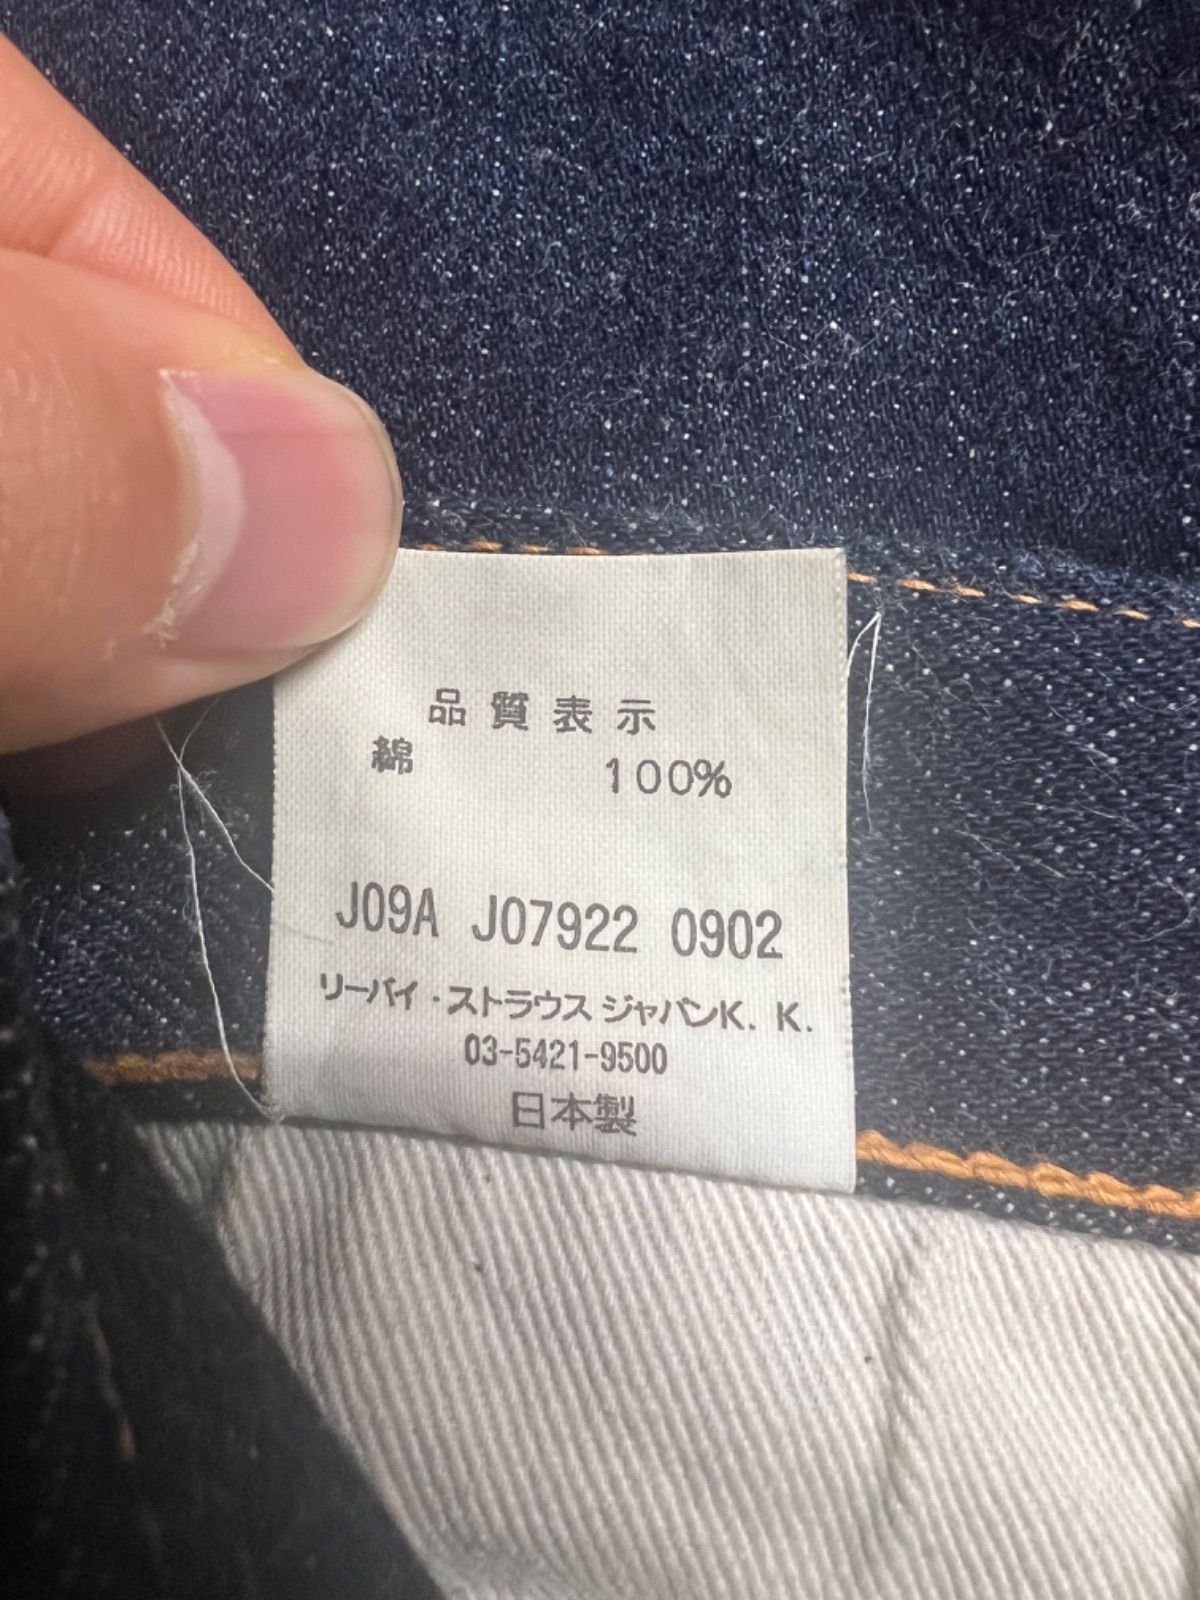 品質表示
綿 100%
J09A J07922 0902
リーバイ・ストラウス ジャパンK.K.
03-5421-9500
日本製